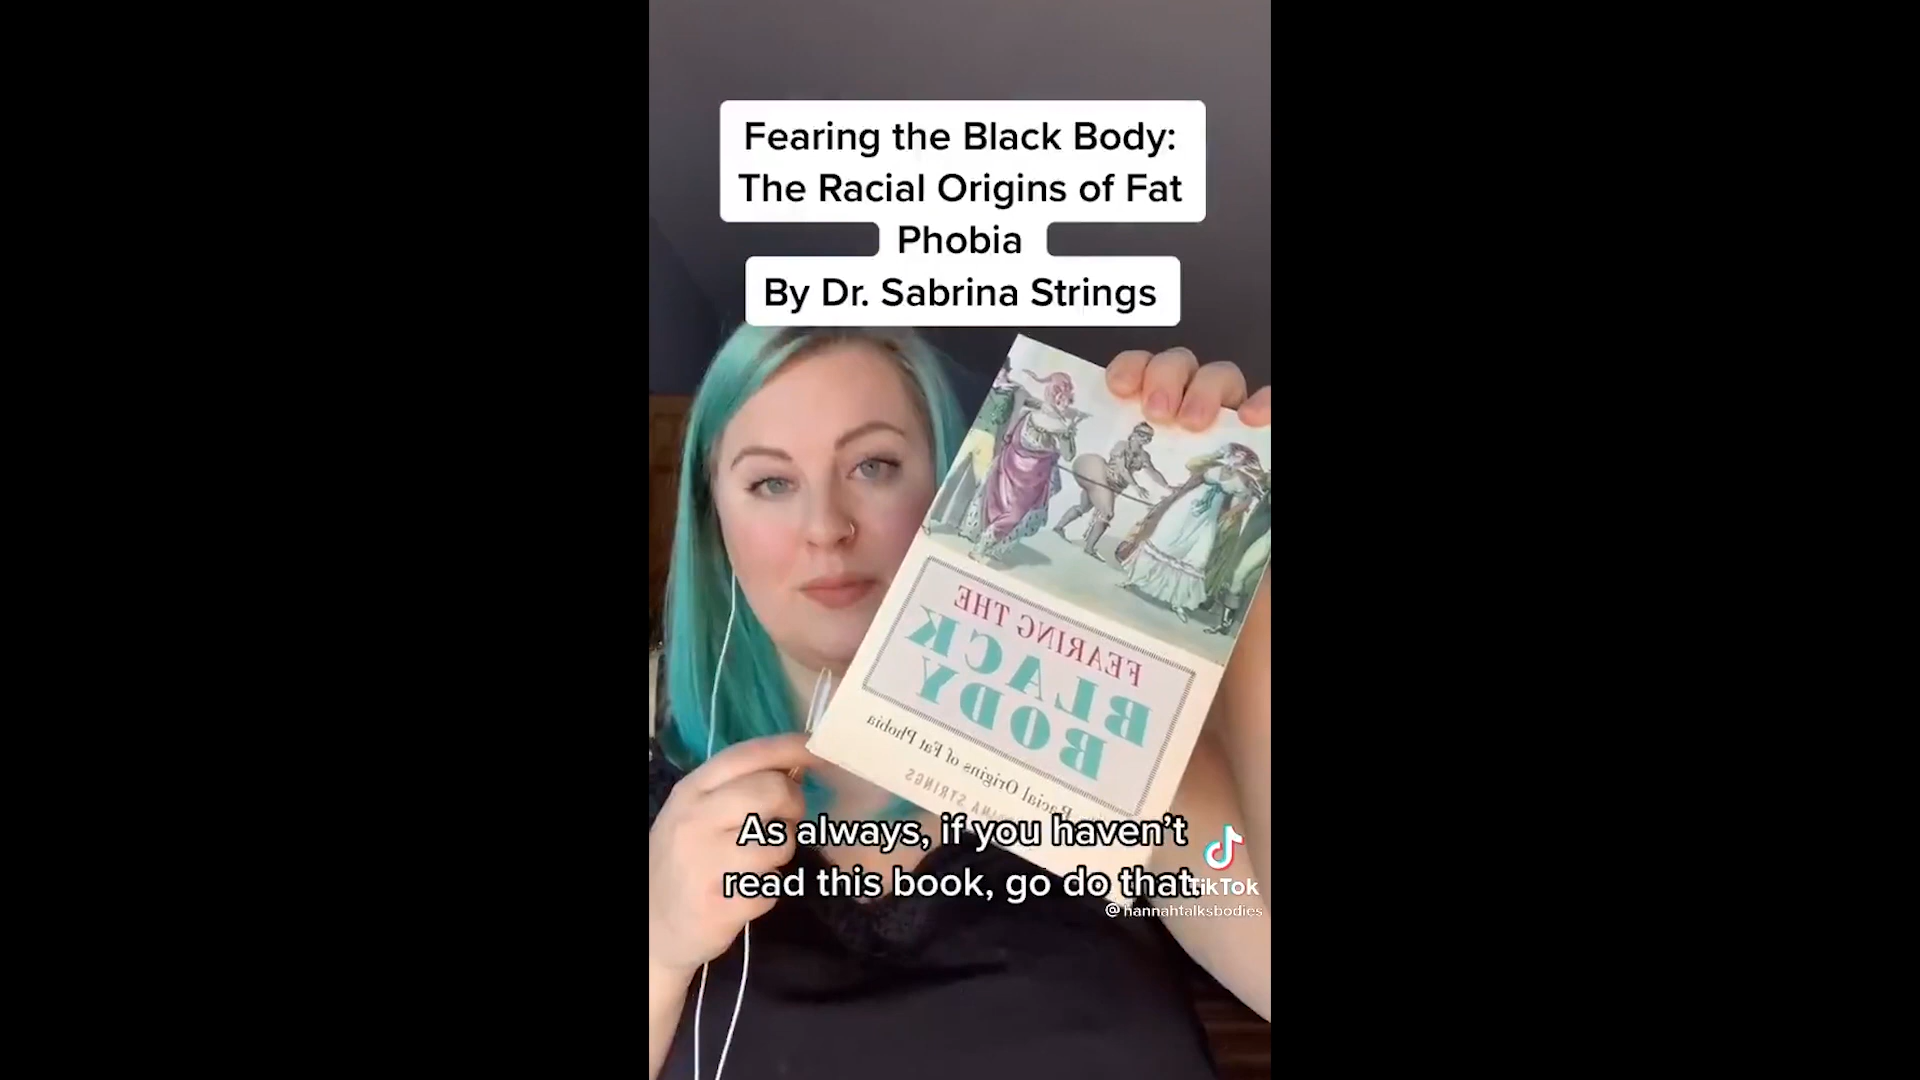 Fearing the Black Body:
The Racial Origins of Fat
Phobia
By Dr. Sabrina Strings
FEARING THE
BLACK
BODY
Racial Origins of Fat Phobia
STRINGS
As always, if you haven't
read this book, go do that.
TikTok
@hannahtalksbodies